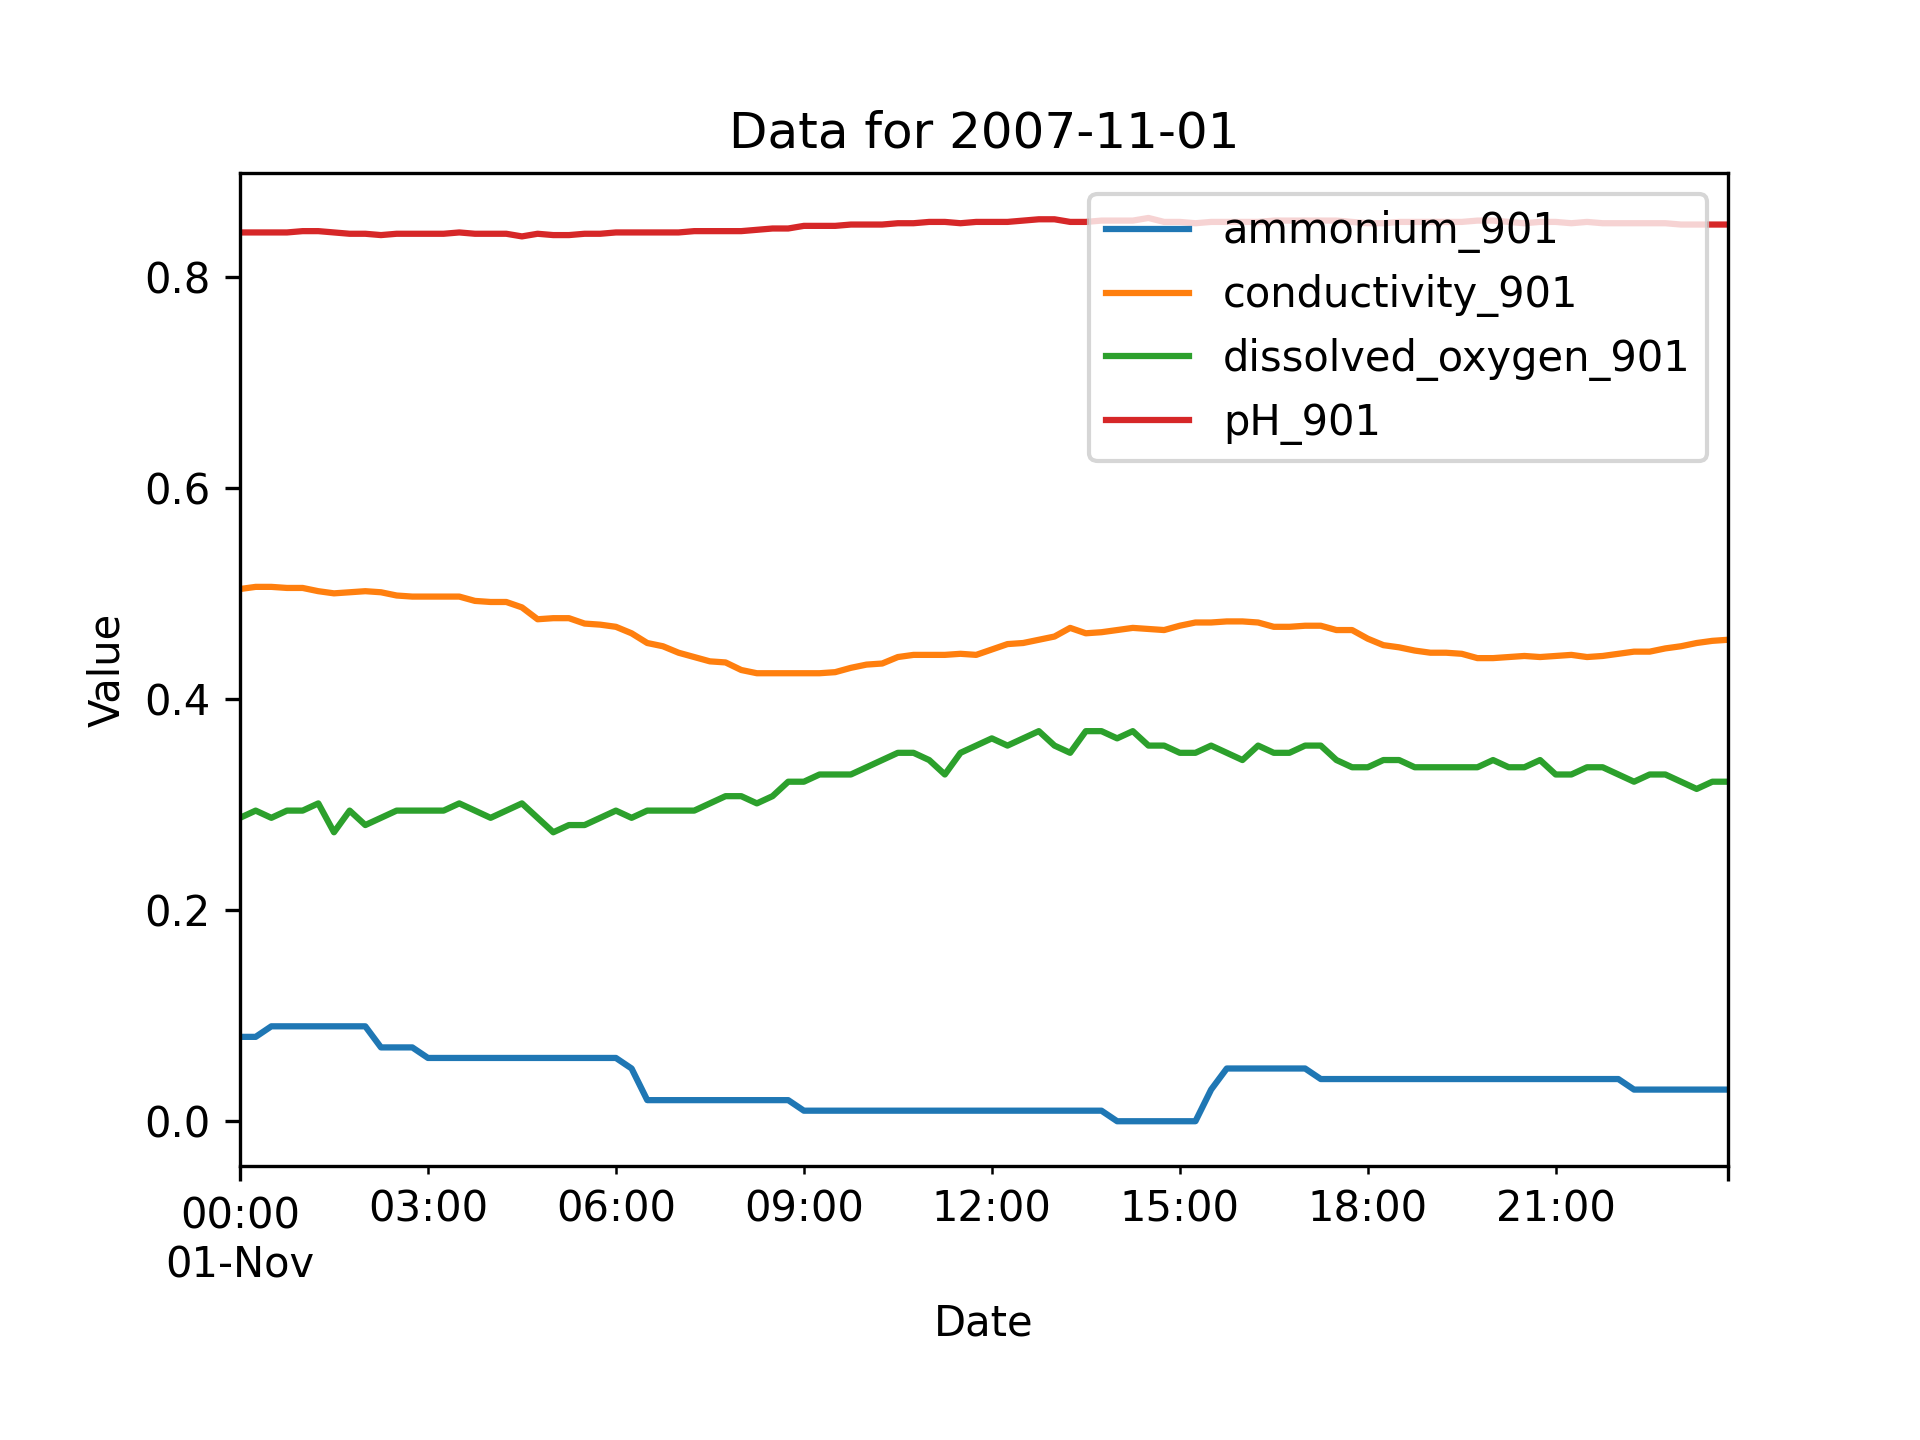 Data for 2007-11-01
ammonium_901
conductivity_901
dissolved_oxygen_901
pH_901
0.8
0.6
0.4
0.2
0.0
Value
00:00 03:00 06:00 09:00 12:00 15:00 18:00 21:00
01-Nov
Date